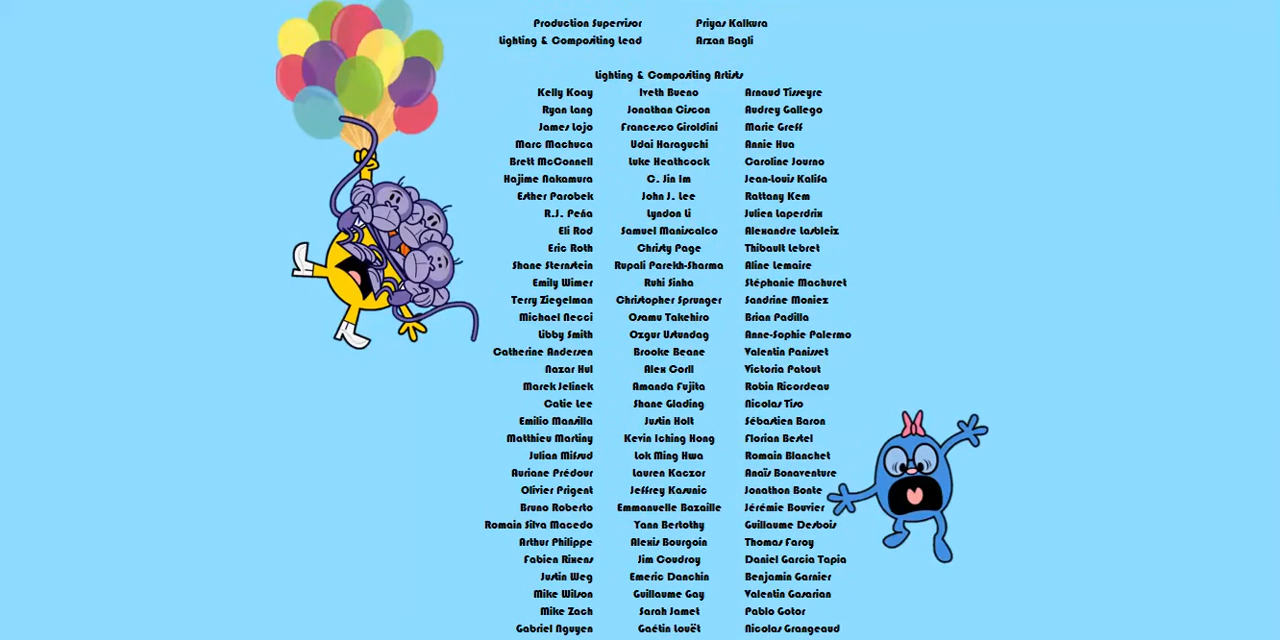 Production Supervisor Priyas Kalkura
Lighting & Compositing Lead Arzan Bagli
Lighting & Compositing Artists
Kelly Koay Iveth Bueno Arnaud Tisseyre
Ryan Lang Jonathan Ciscon Audrey Gallego
James Lojo Francesco Giroldini Marie Greff
Marc Machuca Udai Haraguchi Annie Hua
Brett McConnell Luke Heathcock Caroline Journo
Hajime Nakamura C. Jin Im Jean-Louis Kalifa
Esther Parobek John J. Lee Rattany Kem
R.J. Peña Lyndon Li Julien Laperdrix
Eli Rod Samuel Maniscalco Alexandre Lasbleiz
Eric Roth Christy Page Thibault Lebret
Shane Sternstein Rupali Parekh-Sharma Aline Lemaire
Emily Wimer Ruhi Sinha Stéphanie Machuret
Terry Ziegelman Christopher Sprunger Sandrine Moniez
Michael Necci Osamu Takehiro Brian Padilla
Libby Smith Ozgur Ustundag Anne-Sophie Palermo
Catherine Andersen Brooke Beane Valentin Panisset
Nazar Hul Alex Corll Victoria Patout
Marek Jelinek Amanda Fujita Robin Ricordeau
Catie Lee Shane Glading Nicolas Tiso
Emilio Mansilla Justin Holt Sébastien Baron
Matthieu Martiny Kevin Iching Hong Florian Bestel
Julian Mifsud Lok Ming Hwa Romain Blanchet
Auriane Prédour Lauren Kaczor Anaïs Bonaventure
Olivier Prigent Jeffrey Kasunic Jonathon Bonte
Bruno Roberto Emmanuelle Bazaille Jérémie Bouvier
Romain Silva Macedo Yann Bertothy Guillaume Desbois
Arthur Philippe Alexis Bourgoin Thomas Faroy
Fabien Rixens Jim Coudroy Daniel Garcia Tapia
Justin Weg Emeric Danchin Benjamin Garnier
Mike Wilson Guillaume Gay Valentin Gasarian
Mike Zach Sarah Jamet Pablo Gotor
Gabriel Nguyen Gaétin Louët Nicolas Grangeaud